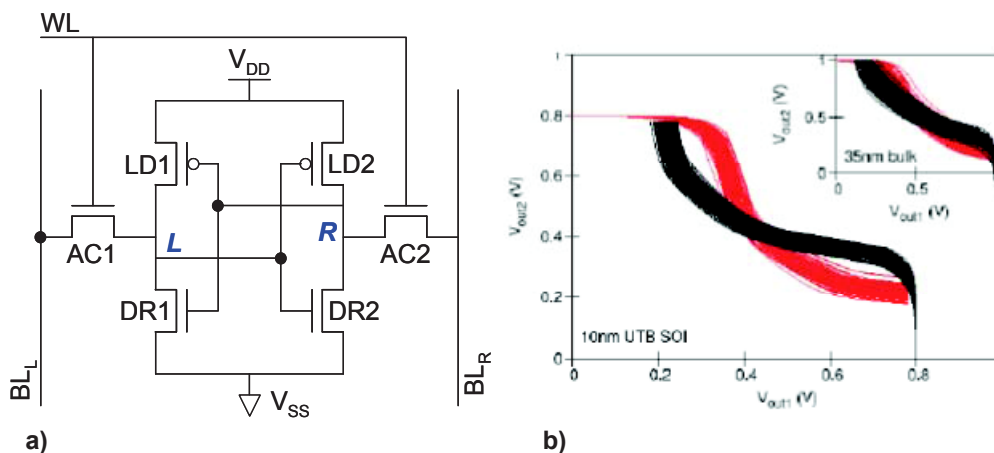 WL
V_DD
LD1
LD2
AC1
L
R
AC2
DR1
DR2
BL_L
V_SS
BL_R
a)
V_out2 (V)
0.8
0.6
0.4
0.2
0
0
0.2
0.4
0.6
0.8
V_out1 (V)
10nm UTB SOI
V_out2 (V)
1
0.5
0
0
0.5
V_out1 (V)
35nm bulk
b)